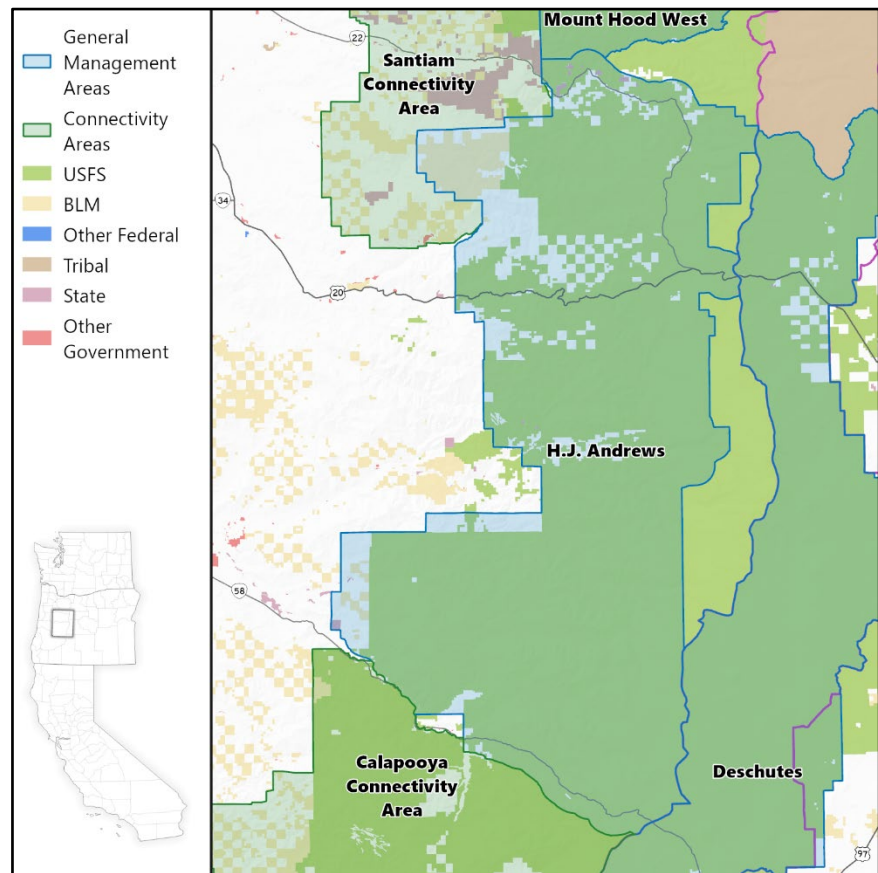 General
Management
Areas
Connectivity
Areas
USFS
BLM
Other Federal
Tribal
State
Other
Government
Mount Hood West
22
Santiam
Connectivity
Area
34
20
H.J. Andrews
58
Calapooya
Connectivity
Area
Deschutes
97